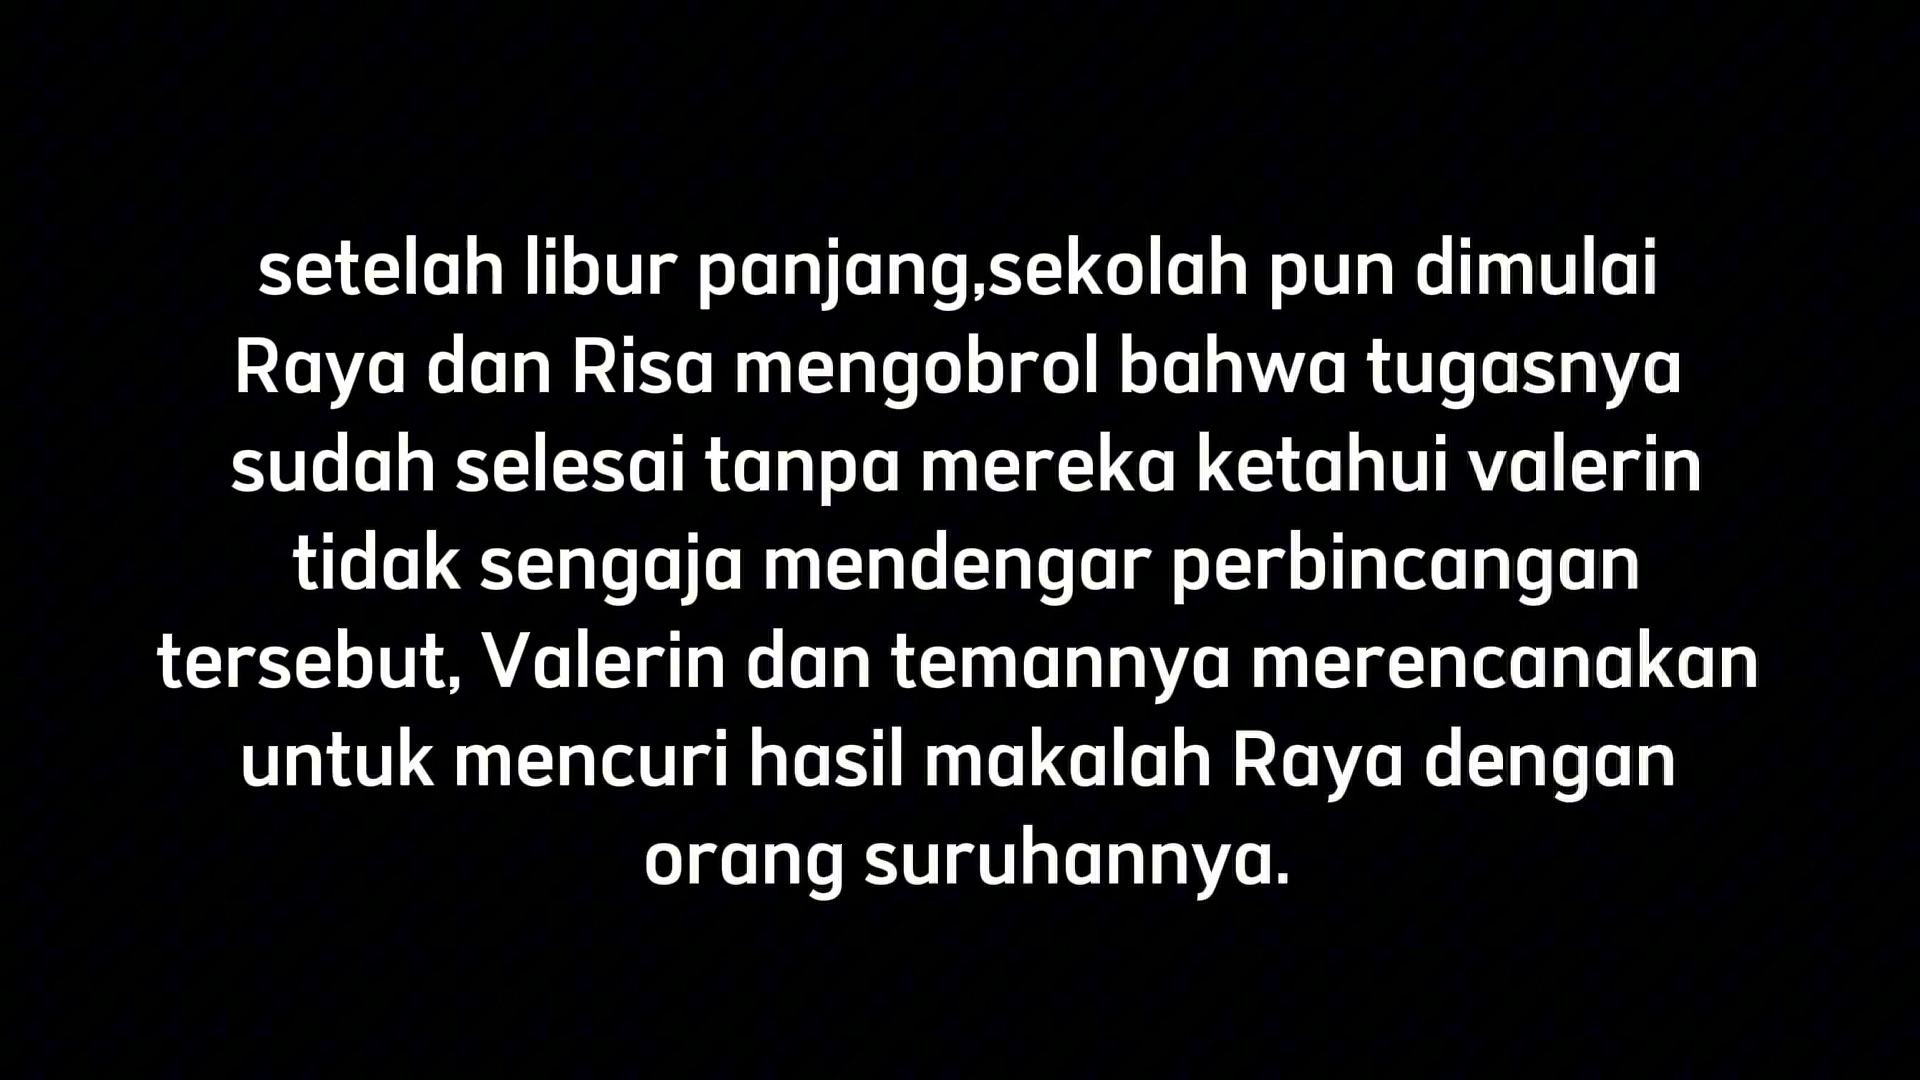 setelah libur panjang,sekolah pun dimulai
Raya dan Risa mengobrol bahwa tugasnya
sudah selesai tanpa mereka ketahui valerin
tidak sengaja mendengar perbincangan
tersebut, Valerin dan temannya merencanakan
untuk mencuri hasil makalah Raya dengan
orang suruhannya.